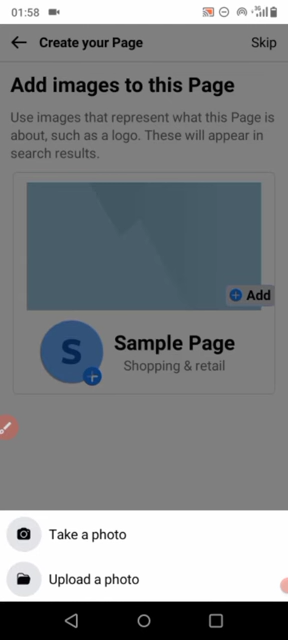 01:58
3G
Create your Page
Skip
Add images to this Page
Use images that represent what this Page is
about, such as a logo. These will appear in
search results.
Add
S
Sample Page
Shopping & retail
Take a photo
Upload a photo